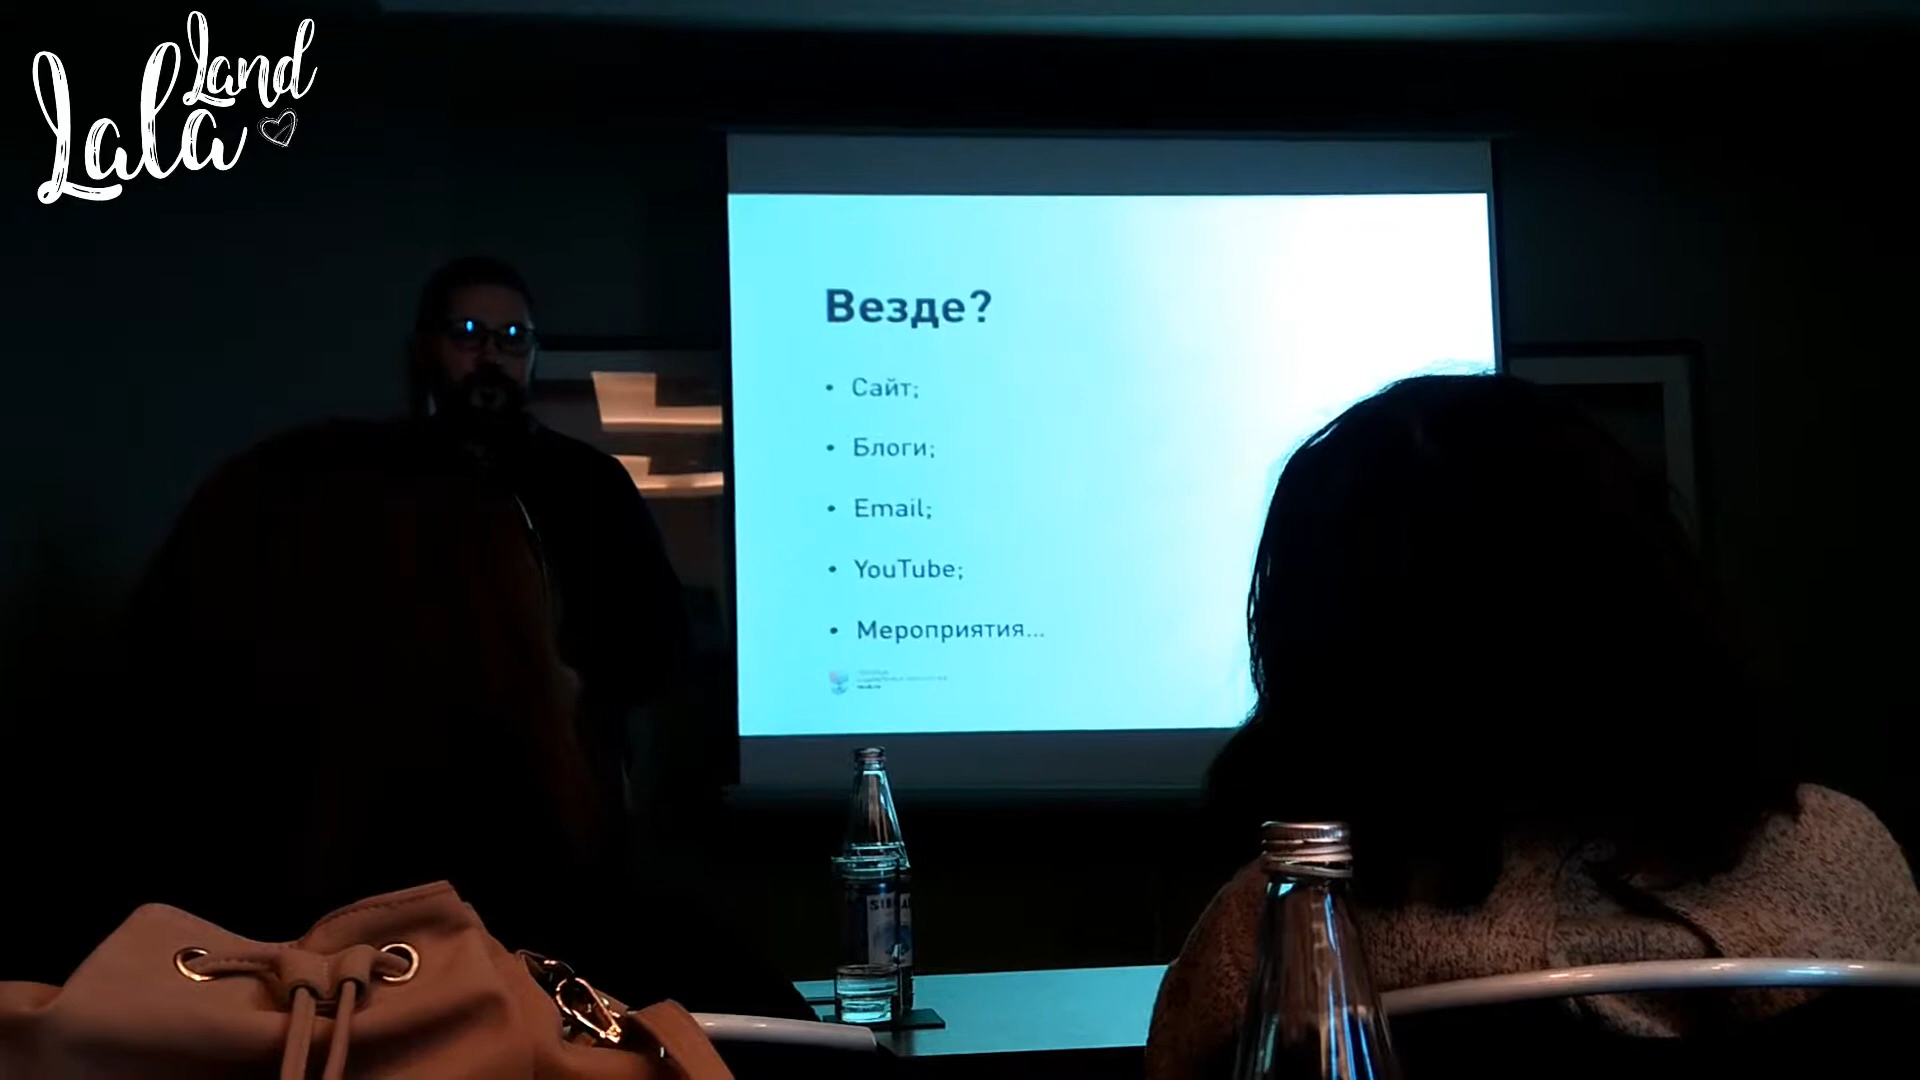 Land
Lala
Везде?
• Сайт;
• Блоги;
• Email;
• YouTube;
• Мероприятия...